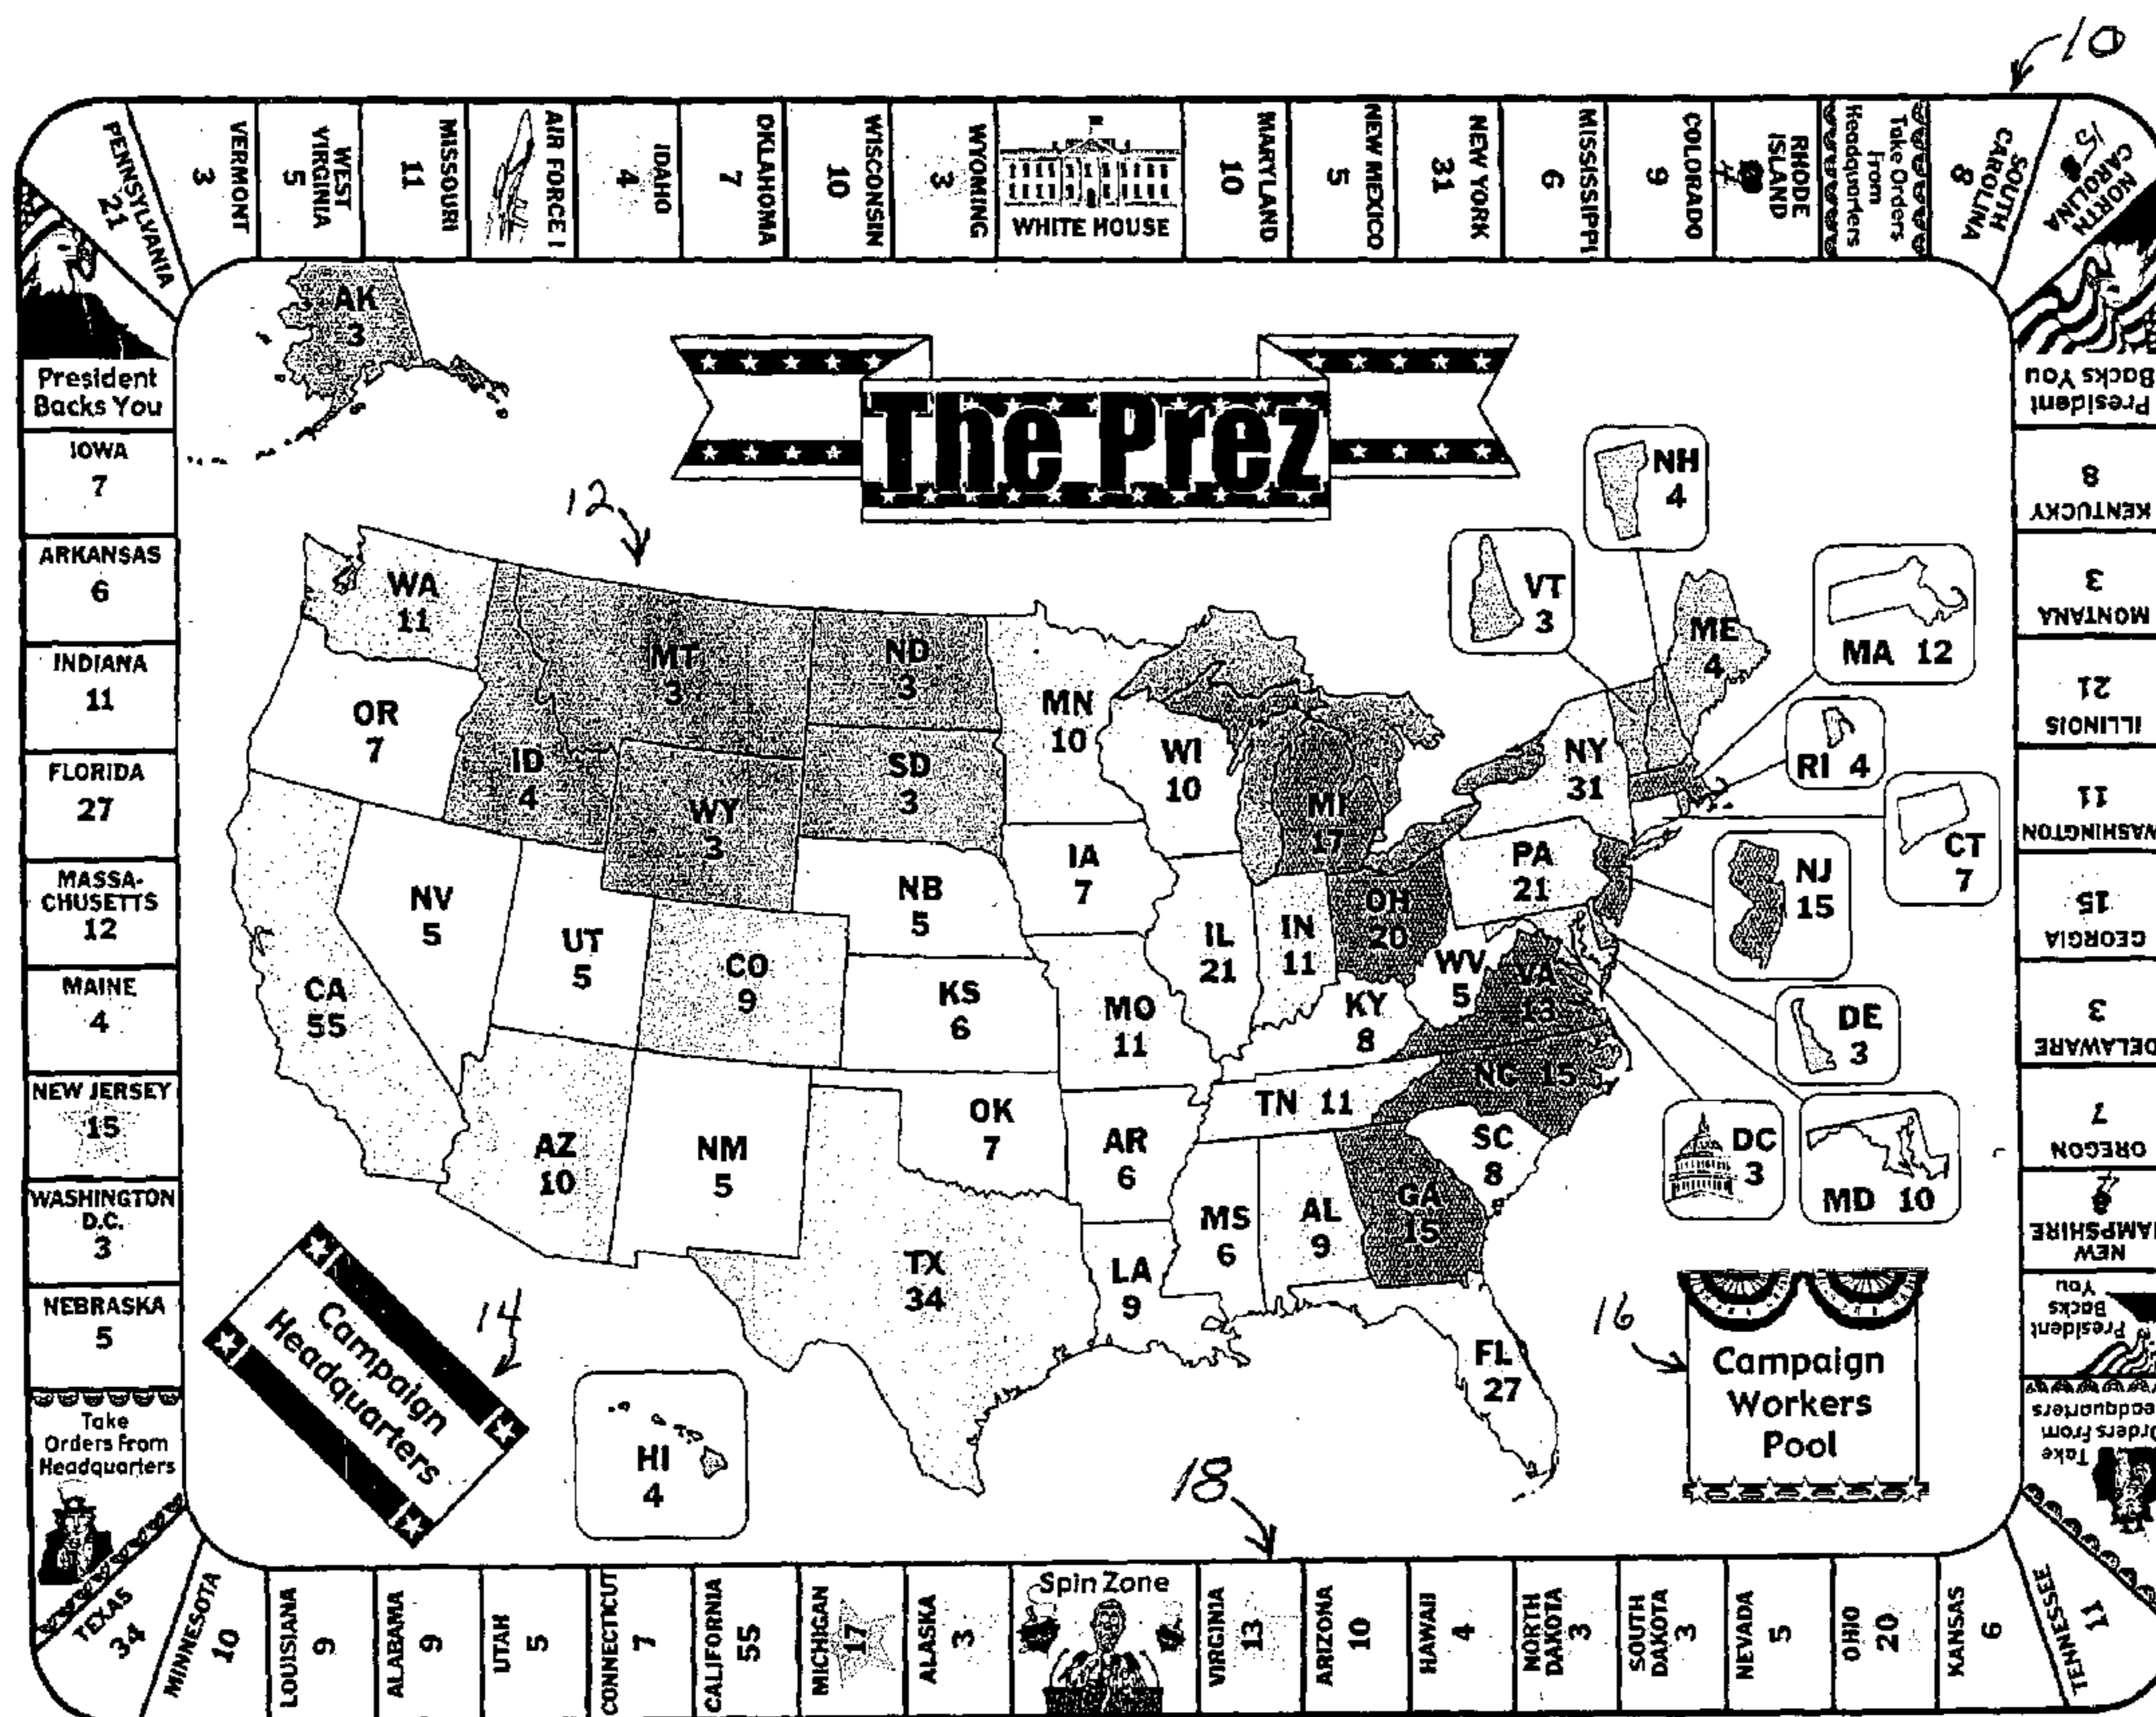 10
PENNSYLVANIA
21
VERMONT
3
WEST
VIRGINIA
5
MISSOURI
11
AIR FORCE 1
IDAHO
4
OKLAHOMA
7
WISCONSIN
10
WYOMING
3
WHITE HOUSE
MARYLAND
10
NEW MEXICO
5
NEW YORK
31
MISSISSIPPI
6
COLORADO
9
RHODE
ISLAND
4
Take Orders
From
Headquarters
SOUTH
CAROLINA
8
NORTH
CAROLINA
15
President
Backs You
IOWA
7
ARKANSAS
6
INDIANA
11
FLORIDA
27
MASSA-
CHUSETTS
12
MAINE
4
NEW JERSEY
15
WASHINGTON
D.C.
3
NEBRASKA
5
Take
Orders From
Headquarters
The Prez
12
AK
3
NH
4
VT
3
ME
4
MA 12
RI 4
CT
7
NJ
15
DE
3
DC
3
MD 10
WA
11
MT
3
ND
3
MN
10
OR
7
ID
4
WY
3
SD
3
WI
10
MI
17
NY
31
PA
21
NV
5
UT
5
CO
9
NB
5
IA
7
IL
21
IN
11
OH
20
WV
5
VA
13
CA
55
KS
6
MO
11
KY
8
NC 15
TN 11
AZ
10
NM
5
OK
7
AR
6
SC
8
MS
6
AL
9
GA
15
TX
34
LA
9
FL
27
HI
4
14
Campaign
Headquarters
16
Campaign
Workers
Pool
18
President
Backs You
KENTUCKY
8
MONTANA
3
ILLINOIS
21
WASHINGTON
11
GEORGIA
15
DELAWARE
3
OREGON
7
NEW
HAMPSHIRE
President
Backs
You
Take
Orders From
Headquarters
TEXAS
34
MINNESOTA
10
LOUISIANA
9
ALABAMA
9
UTAH
5
CONNECTICUT
7
CALIFORNIA
55
MICHIGAN
17
ALASKA
3
Spin Zone
VIRGINIA
13
ARIZONA
10
HAWAII
4
NORTH
DAKOTA
3
SOUTH
DAKOTA
3
NEVADA
5
OHIO
20
KANSAS
6
TENNESSEE
11